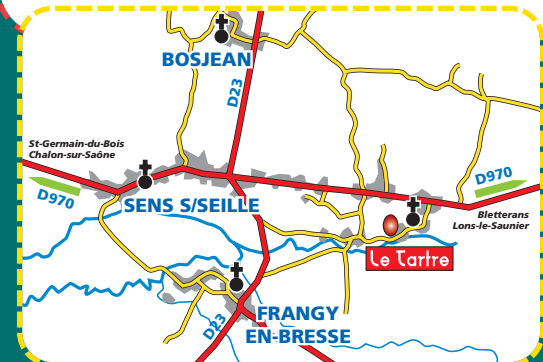 BOSJEAN
D23
St-Germain-du-Bois
Chalon-sur-Saône
D970
D970
SENS S/SEILLE
Bletterans
Lons-le-Saunier
Le Tartre
FRANGY
EN-BRESSE
D23